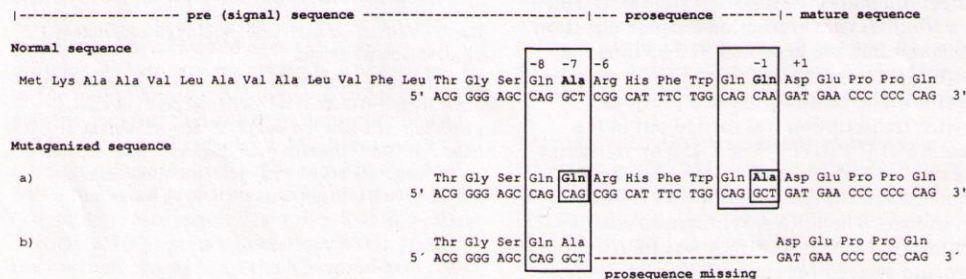 |---------------------- pre (signal) sequence ----------------------------|---- prosequence ----|- mature sequence
Normal sequence
-8 -7 -6 -1 +1
Met Lys Ala Ala Val Leu Ala Val Ala Leu Val Phe Leu Thr Gly Ser Gln Ala Arg His Phe Trp Gln Gln Asp Glu Pro Pro Gln
5' ACG GGG AGC CAG GCT CGG CAT TTC TGG CAG CAA GAT GAA CCC CCC CAG 3'
Mutagenized sequence
a) Thr Gly Ser Gln Gln Arg His Phe Trp Gln Ala Asp Glu Pro Pro Gln
5' ACG GGG AGC CAG CAG CGG CAT TTC TGG CAG GCT GAT GAA CCC CCC CAG 3'
b) Thr Gly Ser Gln Ala Asp Glu Pro Pro Gln
5' ACG GGG AGC CAG GCT ----------------------- GAT GAA CCC CCC CAG 3'
prosequence missing